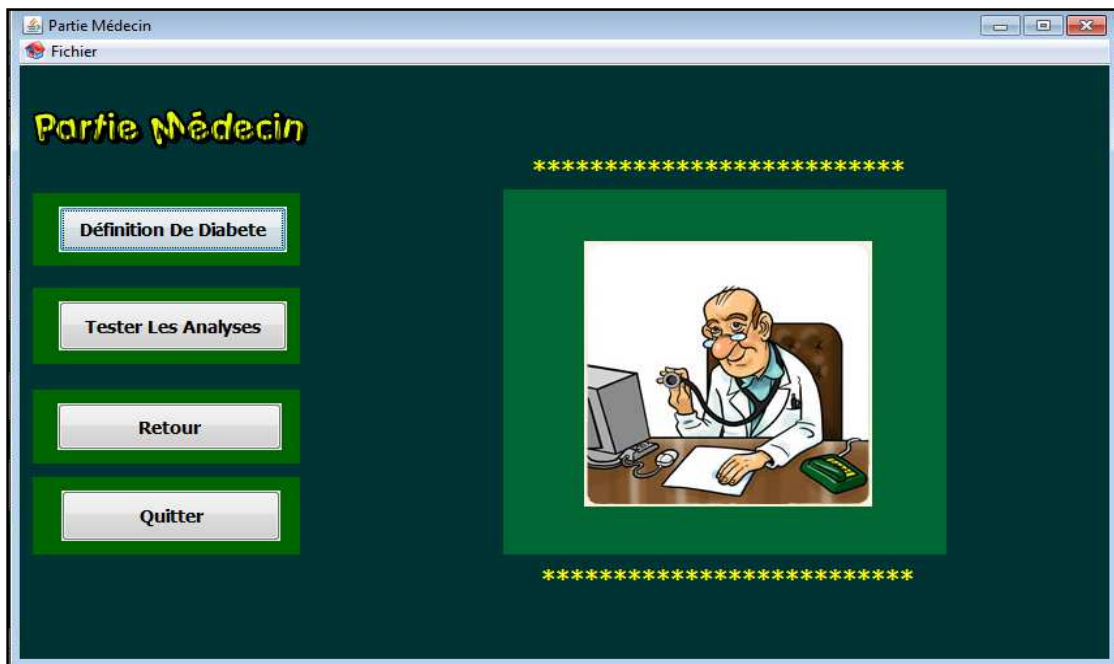 Partie Médecin
Fichier
Partie Médecin
**************************
Définition De Diabete
Tester Les Analyses
Retour
Quitter
**************************